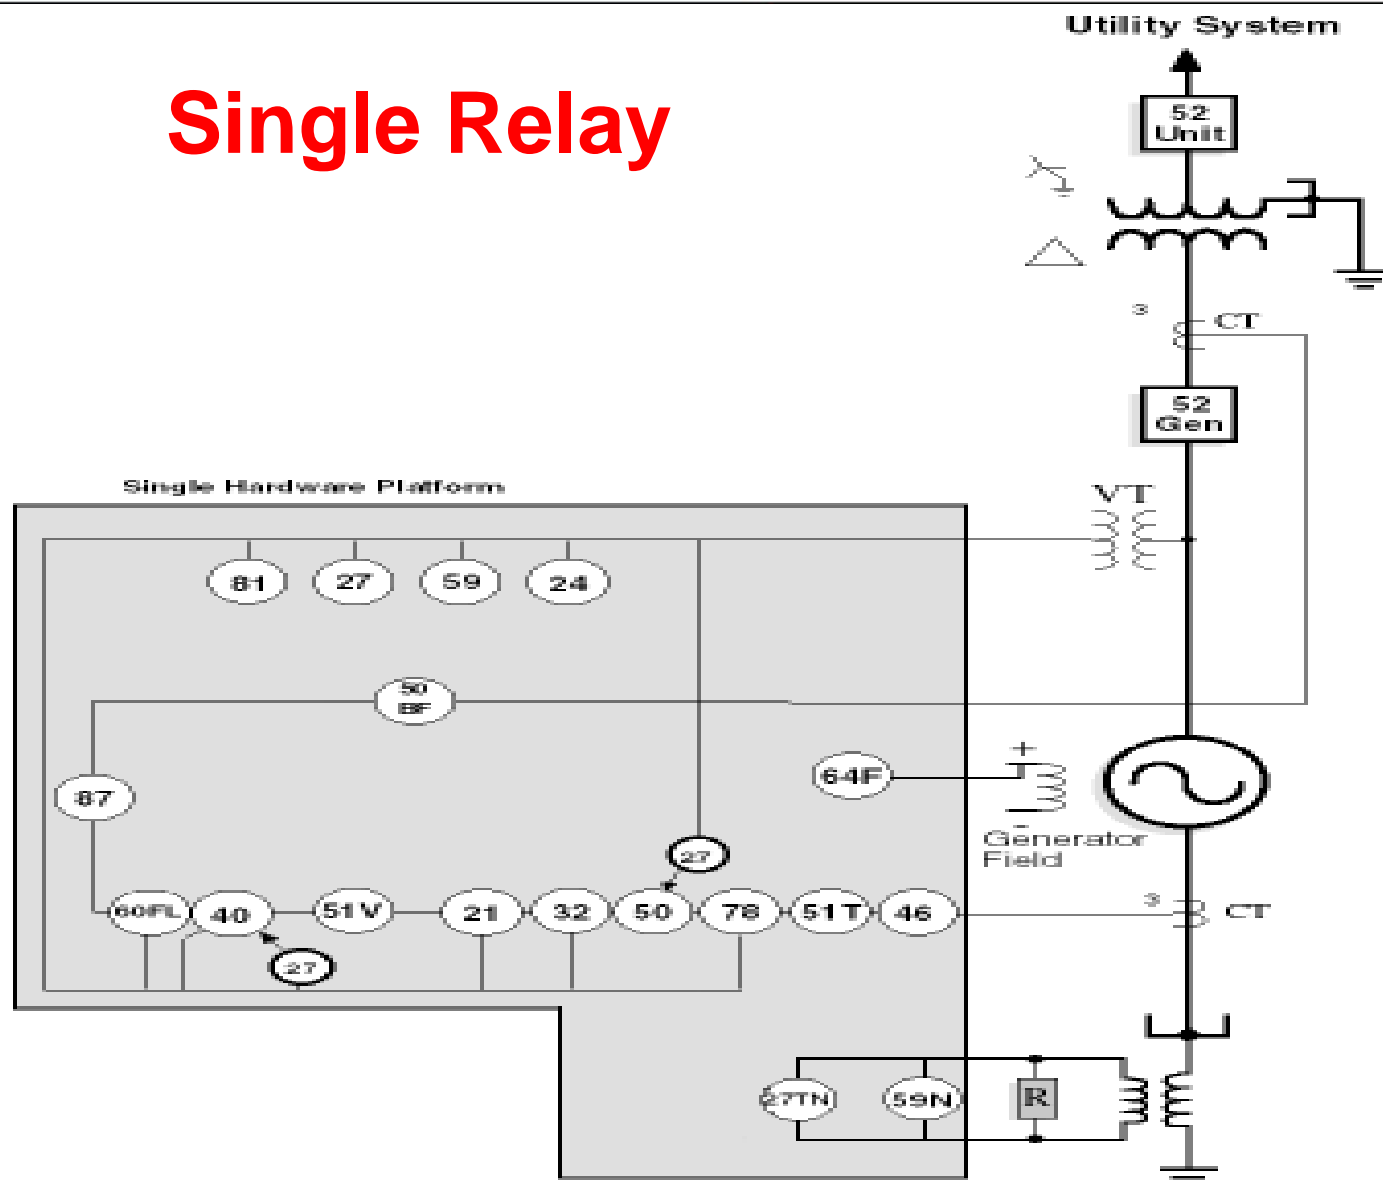 Utility System
Single Relay
52
Unit
3
CT
52
Gen
Single Hardware Platform
VT
81
27
59
24
50
BF
64F
+
-
Generator
Field
87
27
3
CT
60FL
40
51V
21
32
50
78
51T
46
27
27TN
59N
R